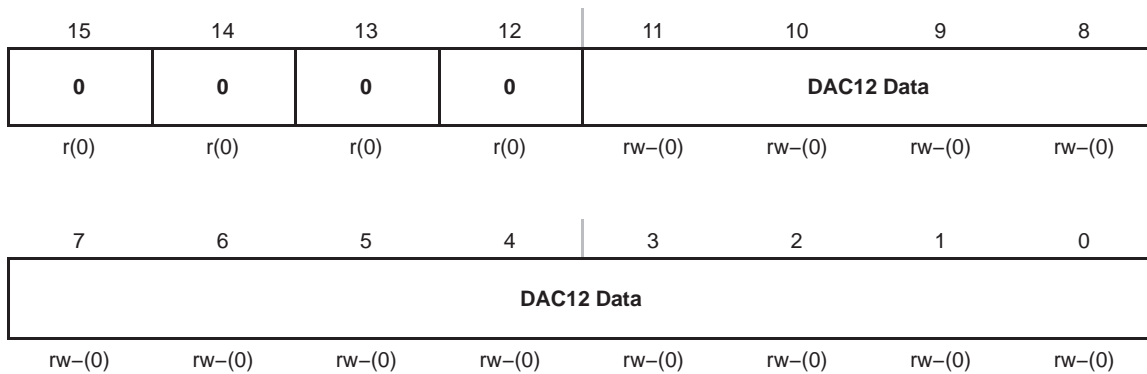 15 14 13 12 11 10 9 8
0 0 0 0 DAC12 Data
r(0) r(0) r(0) r(0) rw−(0) rw−(0) rw−(0) rw−(0)
7 6 5 4 3 2 1 0
DAC12 Data
rw−(0) rw−(0) rw−(0) rw−(0) rw−(0) rw−(0) rw−(0) rw−(0)